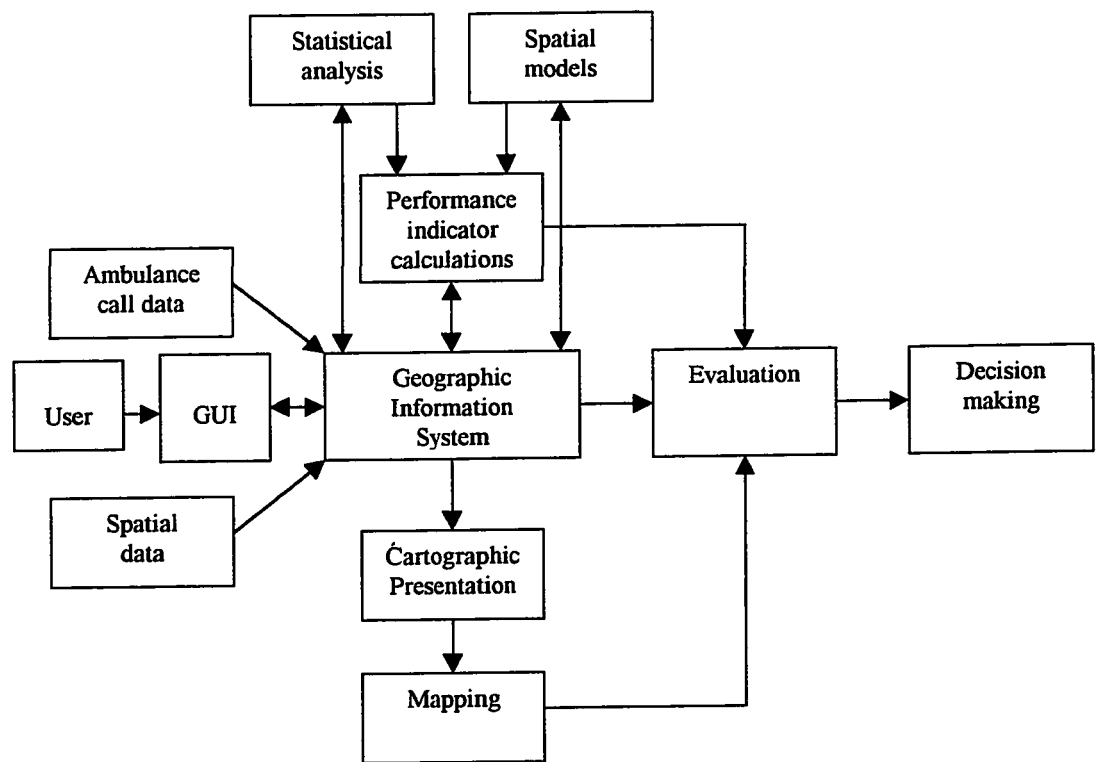 Statistical
analysis
Spatial
models
Performance
indicator
calculations
Ambulance
call data
User
GUI
Geographic
Information
System
Evaluation
Decision
making
Spatial
data
Ćartographic
Presentation
Mapping